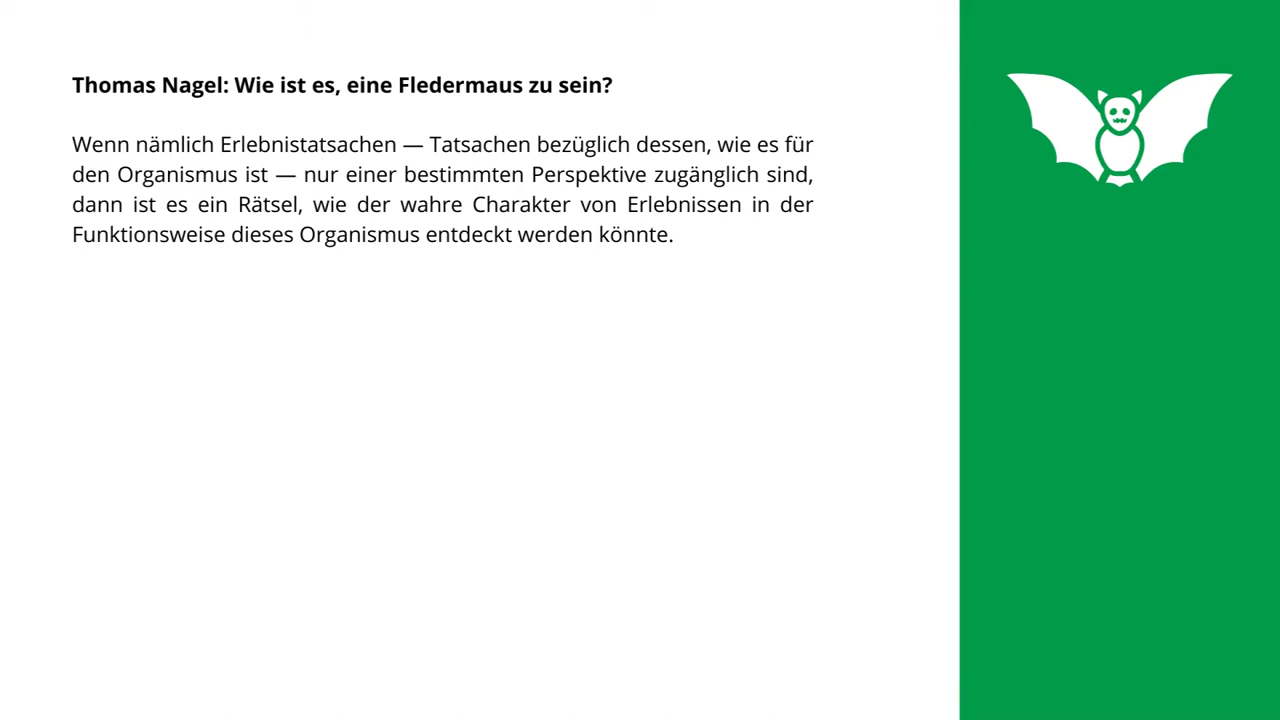 Thomas Nagel: Wie ist es, eine Fledermaus zu sein?
Wenn nämlich Erlebnistatsachen — Tatsachen bezüglich dessen, wie es für
den Organismus ist — nur einer bestimmten Perspektive zugänglich sind,
dann ist es ein Rätsel, wie der wahre Charakter von Erlebnissen in der
Funktionsweise dieses Organismus entdeckt werden könnte.